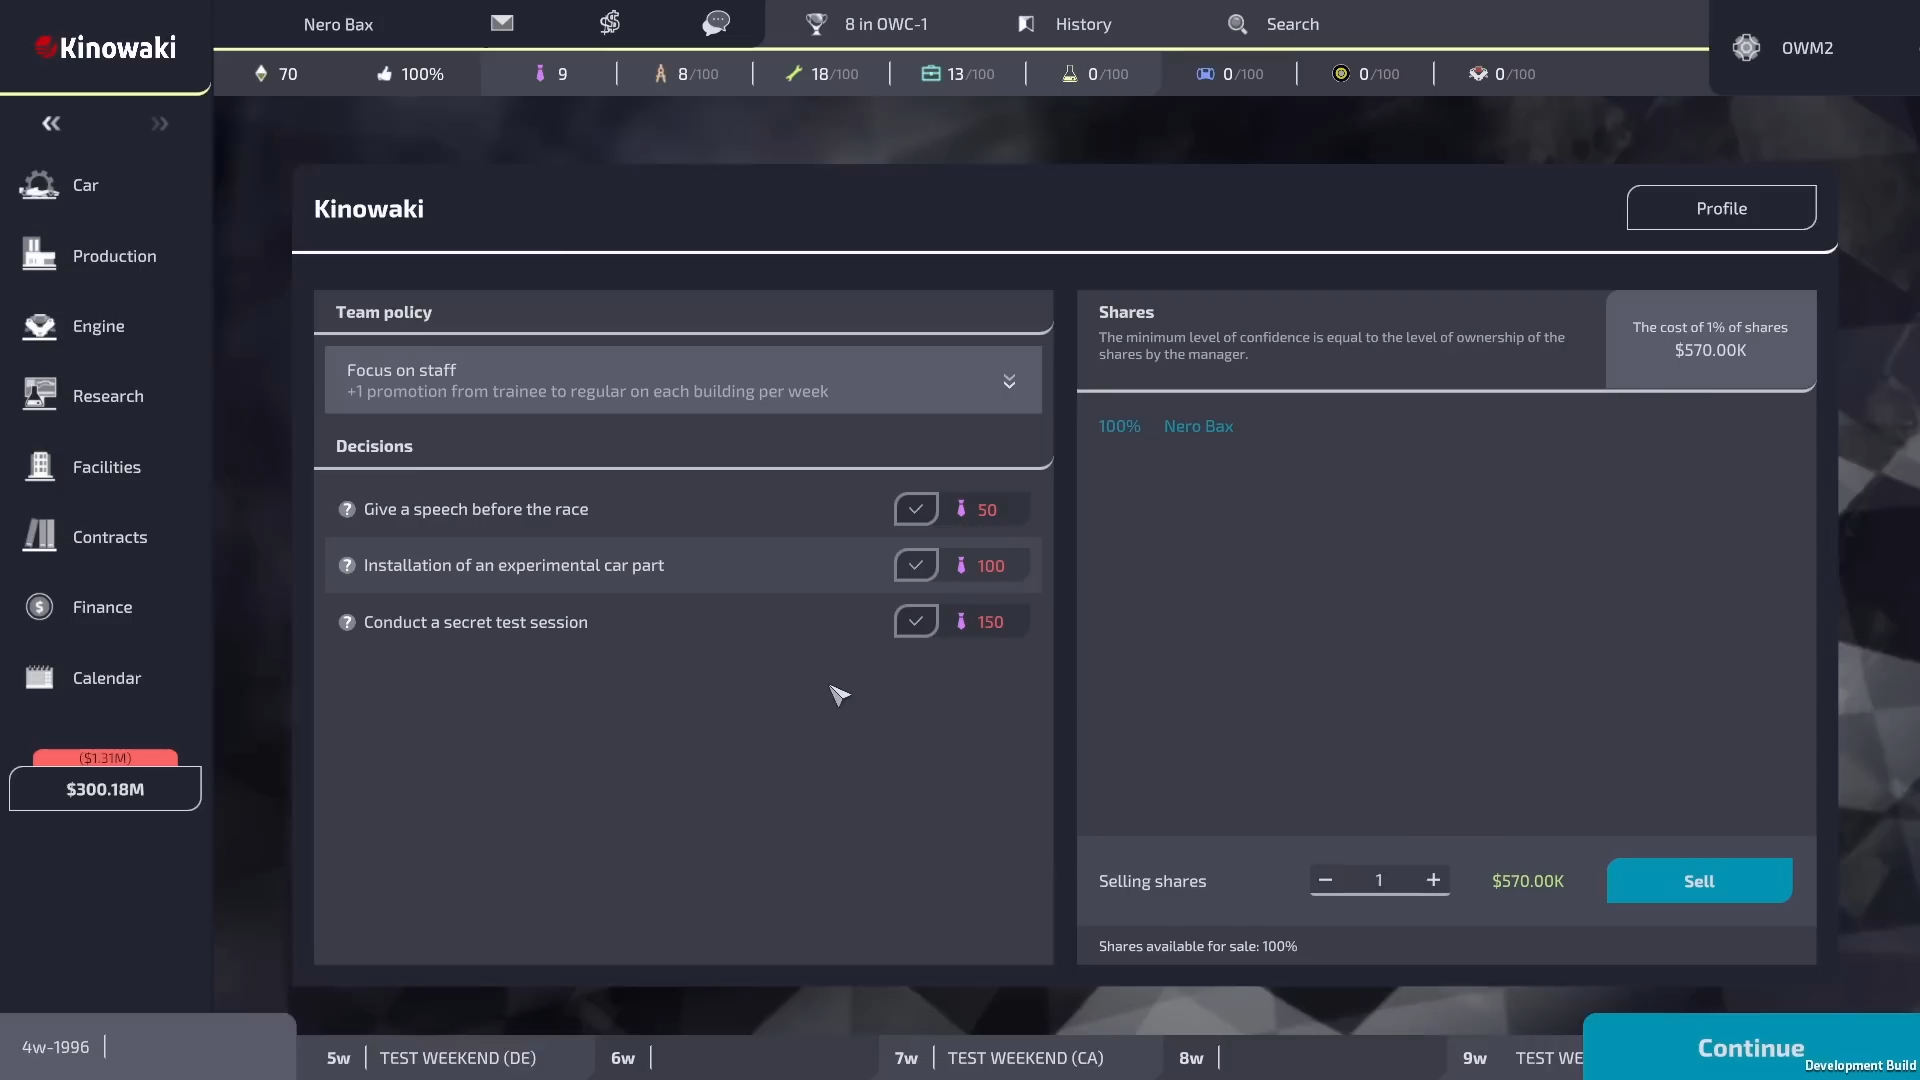 Kinowaki
Nero Bax
8 in OWC-1
History
Search
OWM2
70
100%
9
8/100
18/100
13/100
0/100
0/100
0/100
0/100
Car
Production
Engine
Research
Facilities
Contracts
Finance
Calendar
($1.31M)
$300.18M
Kinowaki
Profile
Team policy
Focus on staff
+1 promotion from trainee to regular on each building per week
Decisions
? Give a speech before the race 50
? Installation of an experimental car part 100
? Conduct a secret test session 150
Shares
The minimum level of confidence is equal to the level of ownership of the
shares by the manager.
The cost of 1% of shares
$570.00K
100% Nero Bax
Selling shares − 1 + $570.00K Sell
Shares available for sale: 100%
4w-1996
5w TEST WEEKEND (DE)
6w
7w TEST WEEKEND (CA)
8w
9w TEST WE
Continue
Development Build